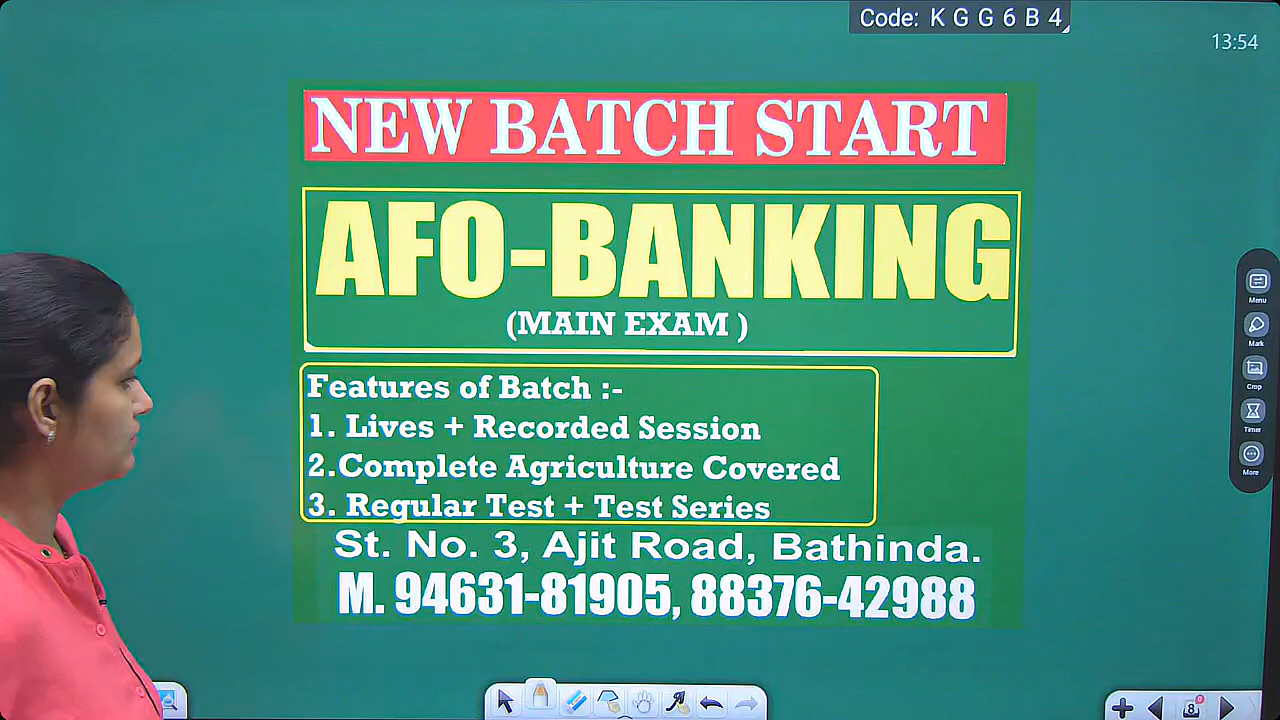 Code: K G G 6 B 4
13:54
NEW BATCH START
AFO-BANKING
(MAIN EXAM )
Features of Batch :-
1. Lives + Recorded Session
2.Complete Agriculture Covered
3. Regular Test + Test Series
St. No. 3, Ajit Road, Bathinda.
M. 94631-81905, 88376-42988
Menu
Mark
Crop
Timer
More
8